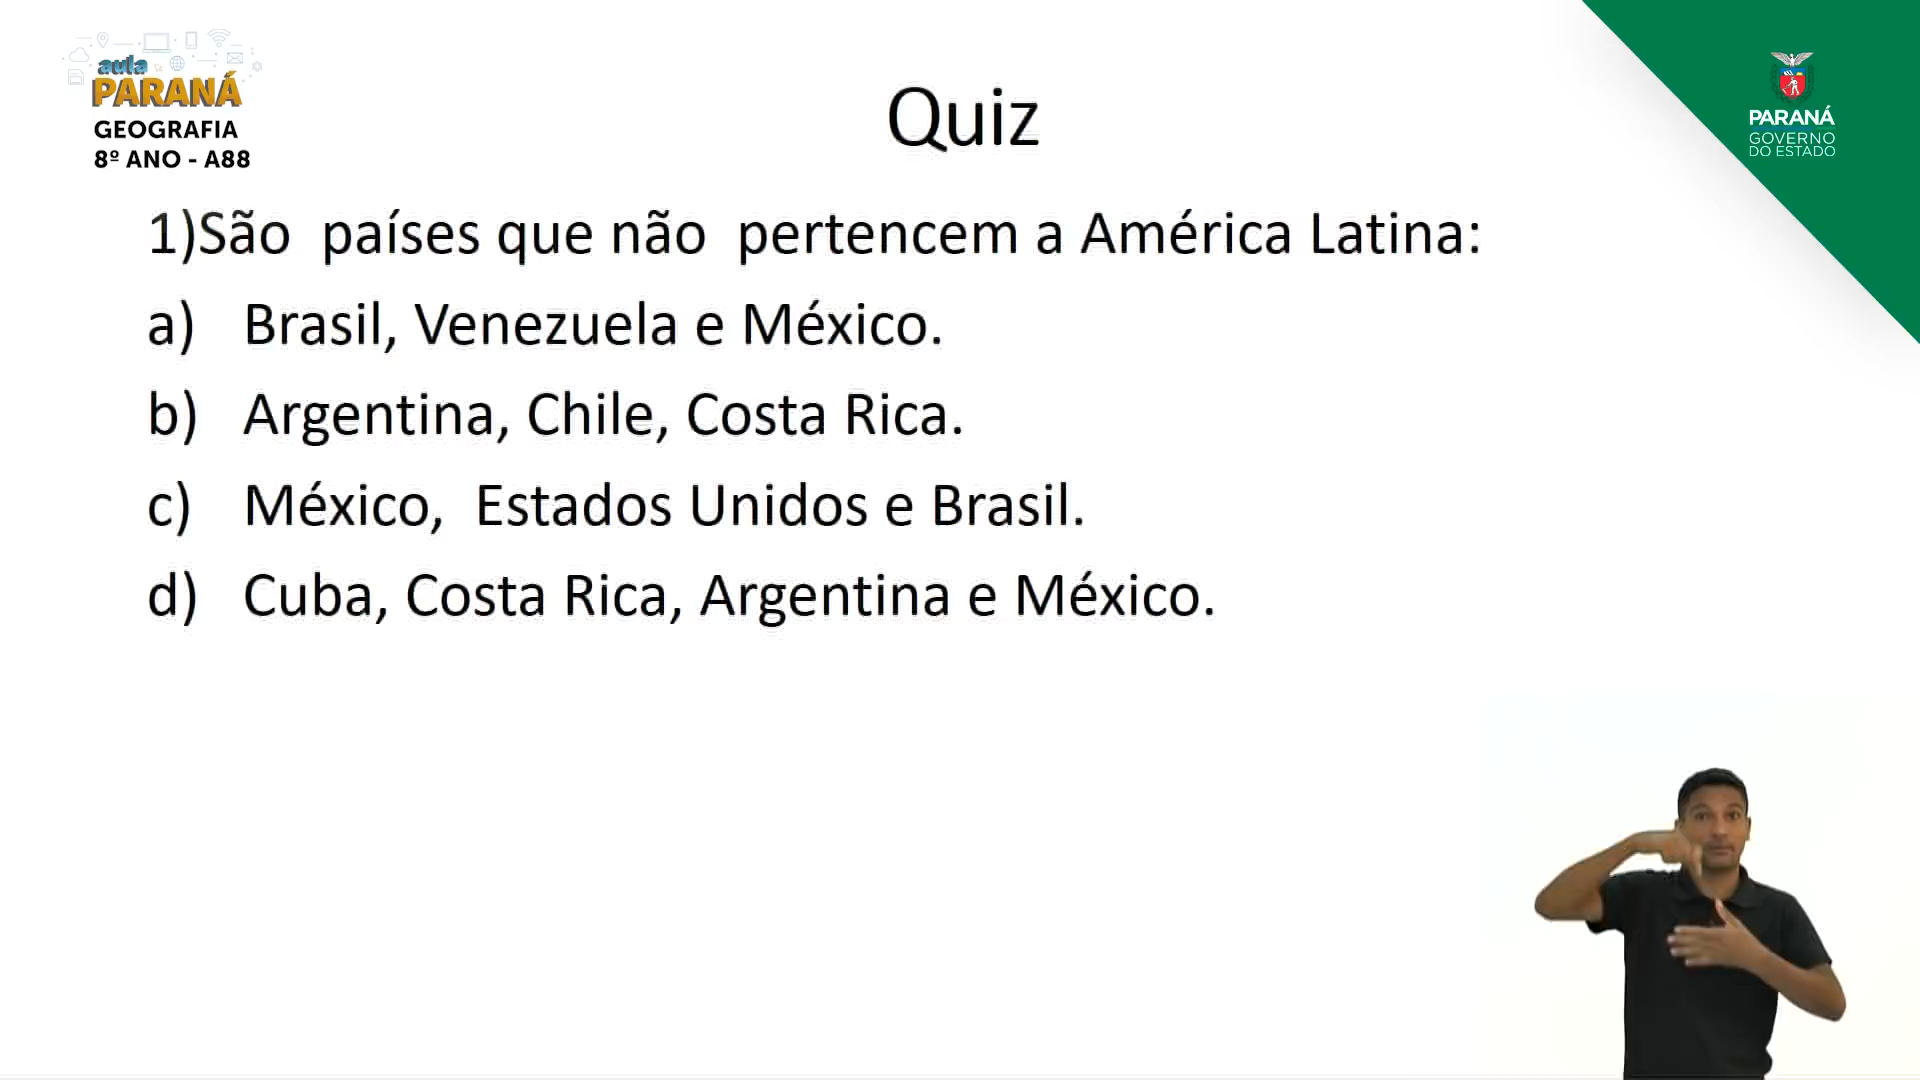 aula
PARANÁ
GEOGRAFIA
8º ANO - A88
Quiz
PARANÁ
GOVERNO
DO ESTADO
1)São países que não pertencem a América Latina:
a) Brasil, Venezuela e México.
b) Argentina, Chile, Costa Rica.
c) México, Estados Unidos e Brasil.
d) Cuba, Costa Rica, Argentina e México.